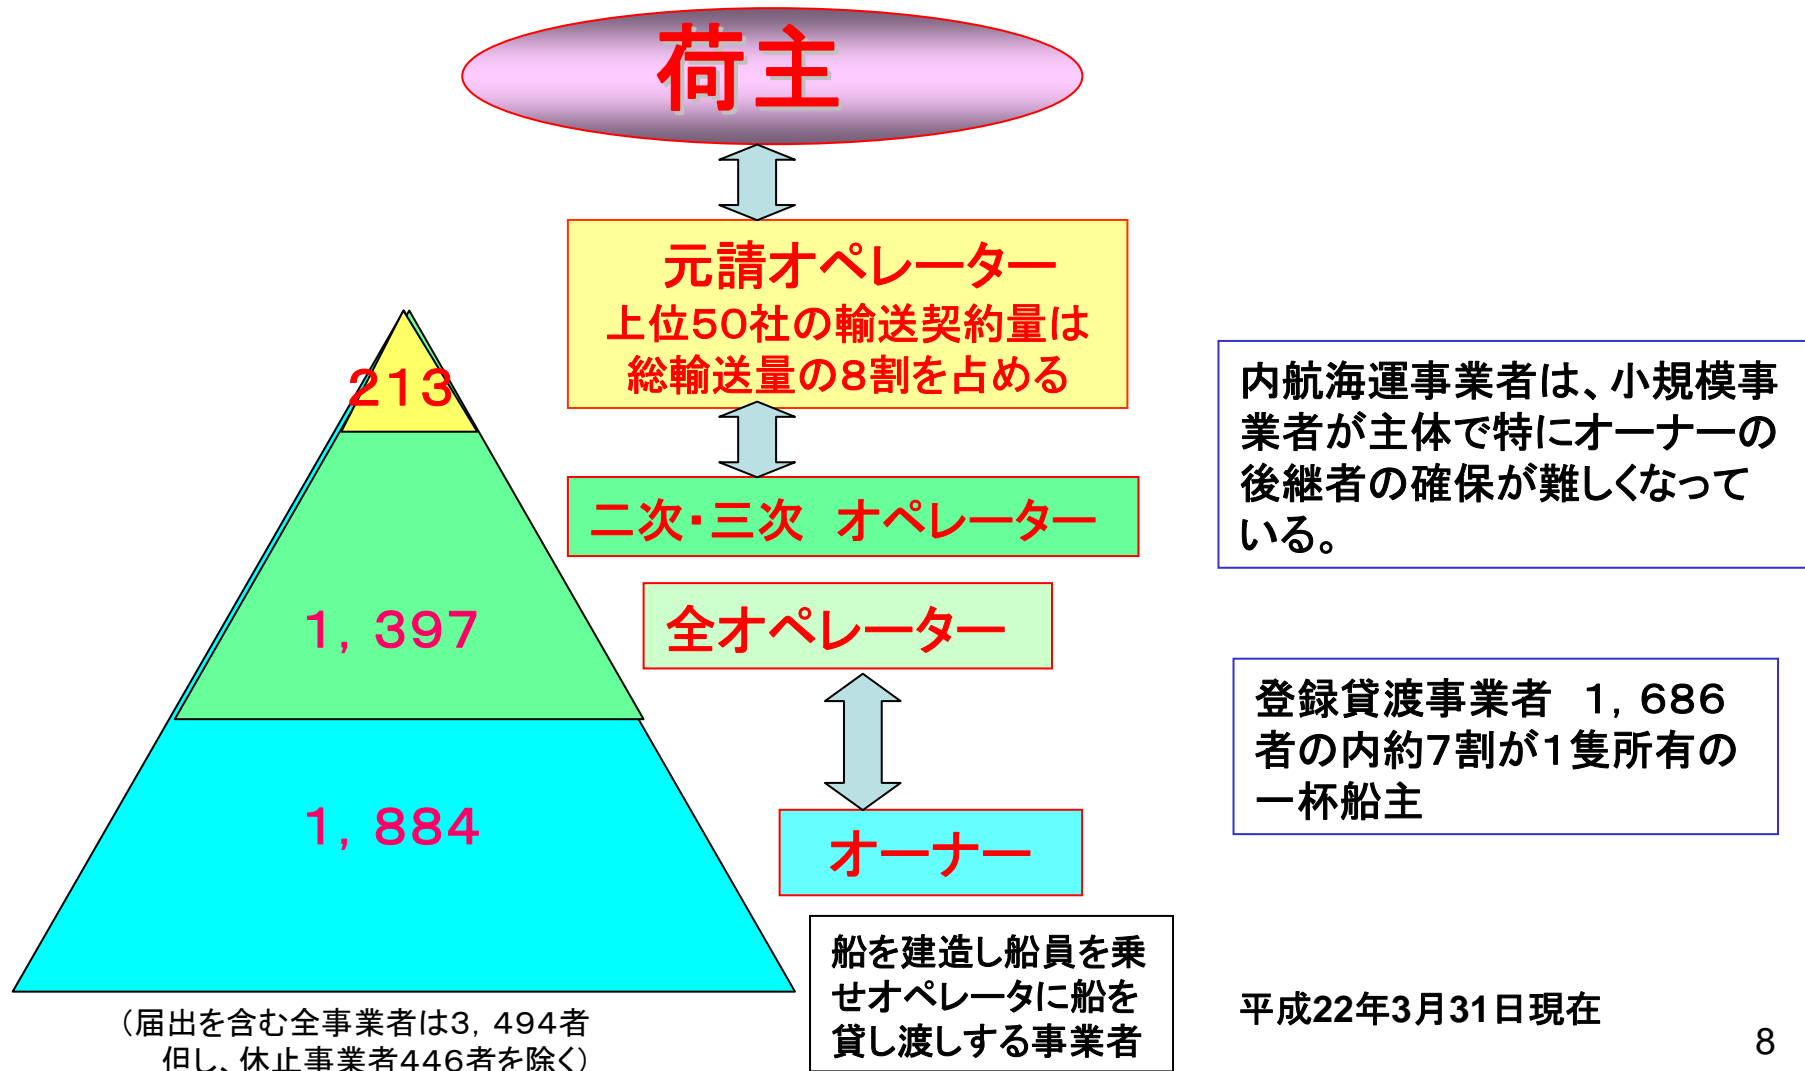 荷主
元請オペレーター
上位50社の輸送契約量は
総輸送量の8割を占める
213
二次・三次　オペレーター
1，397
全オペレーター
1，884
オーナー
船を建造し船員を乗
せオペレータに船を
貸し渡しする事業者
（届出を含む全事業者は3，494者
但し、休止事業者446者を除く）
内航海運事業者は、小規模事
業者が主体で特にオーナーの
後継者の確保が難しくなって
いる。
登録貸渡事業者　1，686
者の内約7割が1隻所有の
一杯船主
平成22年3月31日現在
8